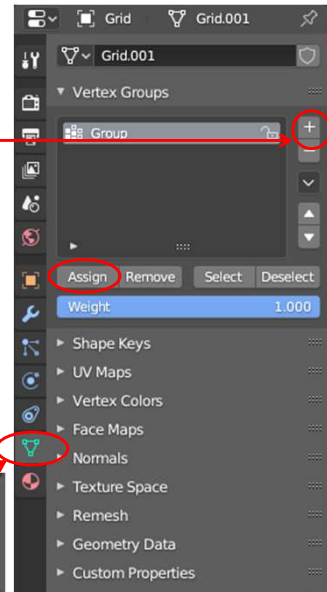 Grid Grid.001
Grid.001
Vertex Groups
Group
Assign Remove Select Deselect
Weight 1.000
Shape Keys
UV Maps
Vertex Colors
Face Maps
Normals
Texture Space
Remesh
Geometry Data
Custom Properties